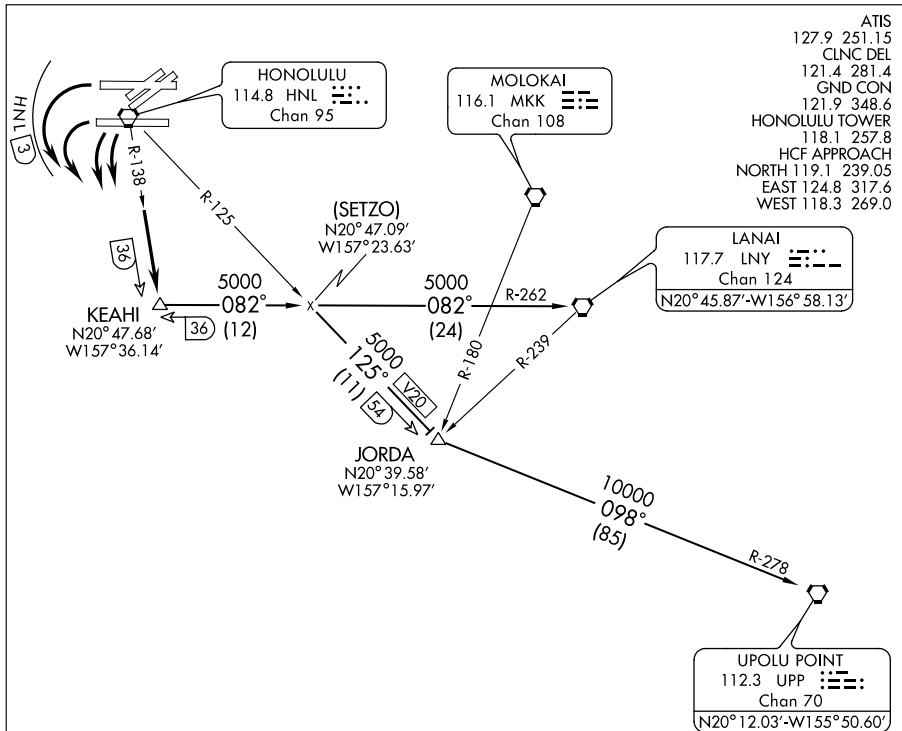 ATIS
127.9 251.15
CLNC DEL
121.4 281.4
GND CON
121.9 348.6
HONOLULU TOWER
118.1 257.8
HCF APPROACH
NORTH 119.1 239.05
EAST 124.8 317.6
WEST 118.3 269.0
HONOLULU
114.8 HNL
Chan 95
MOLOKAI
116.1 MKK
Chan 108
HNL 3
R-138
R-125
(SETZO)
N20°47.09'
W157°23.63'
LANAI
117.7 LNY
Chan 124
N20°45.87'-W156°58.13'
36
5000
082°
(12)
5000
082°
(24)
R-262
KEAHI
N20°47.68'
W157°36.14'
36
R-180
R-239
5000
125°
(11)
V20
54
JORDA
N20°39.58'
W157°15.97'
10000
098°
(85)
R-278
UPOLU POINT
112.3 UPP
Chan 70
N20°12.03'-W155°50.60'